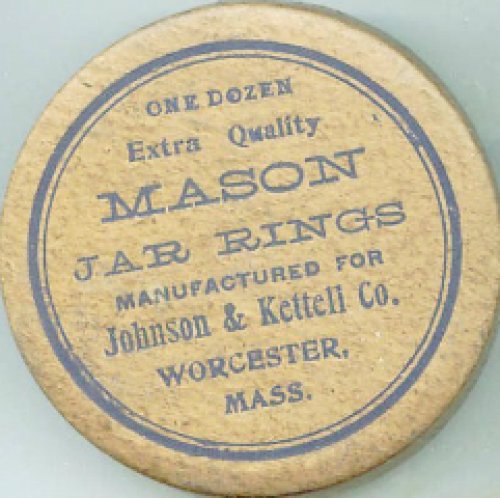 ONE DOZEN
Extra Quality
MASON
JAR RINGS
MANUFACTURED FOR
Johnson & Kettell Co.
WORCESTER,
MASS.